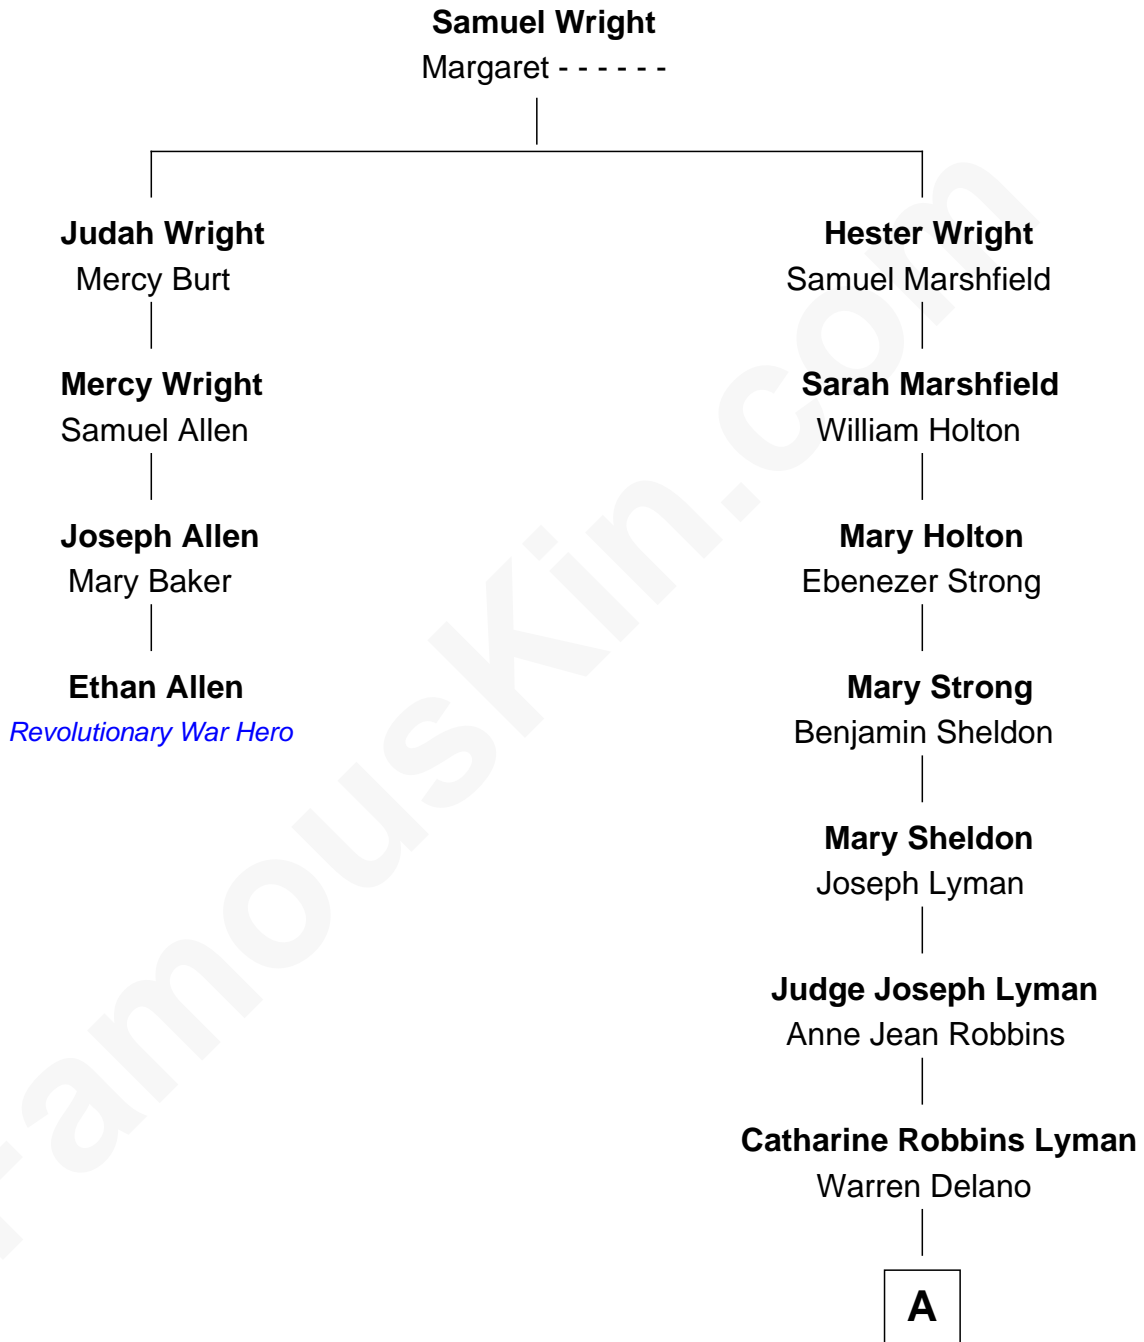 Samuel Wright
Margaret - - - - - -
Judah Wright
Mercy Burt
Hester Wright
Samuel Marshfield
Mercy Wright
Samuel Allen
Sarah Marshfield
William Holton
Joseph Allen
Mary Baker
Mary Holton
Ebenezer Strong
Ethan Allen
Revolutionary War Hero
Mary Strong
Benjamin Sheldon
Mary Sheldon
Joseph Lyman
Judge Joseph Lyman
Anne Jean Robbins
Catharine Robbins Lyman
Warren Delano
A
FamousKin.com